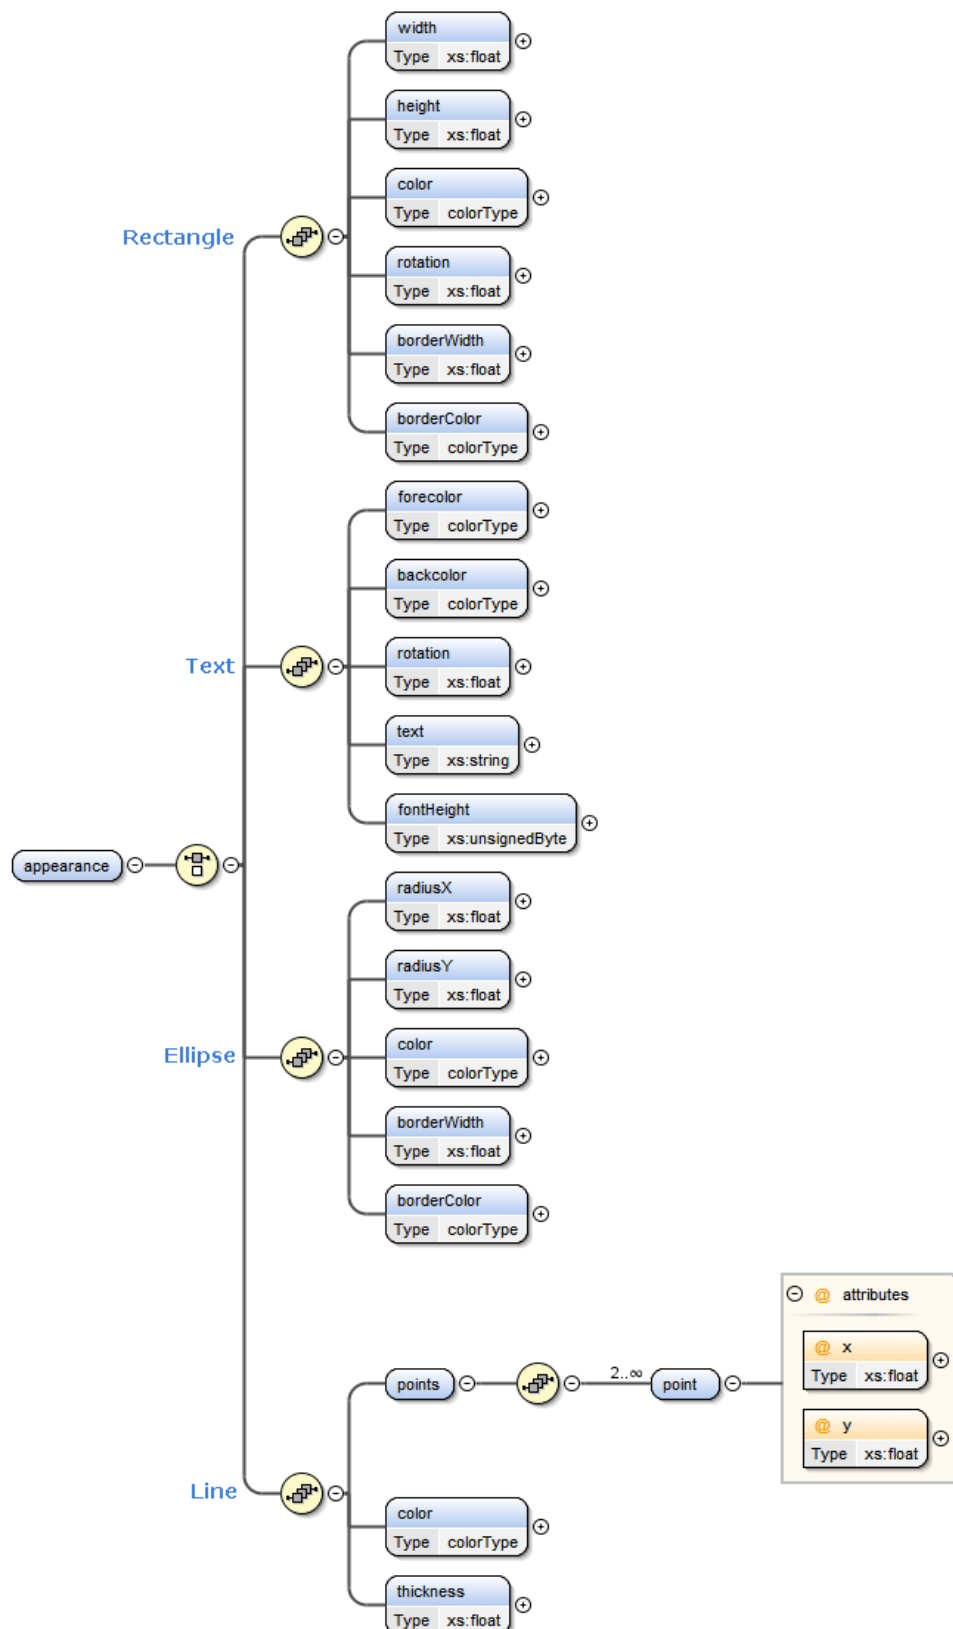 width
Type xs:float
height
Type xs:float
color
Type colorType
Rectangle
rotation
Type xs:float
borderWidth
Type xs:float
borderColor
Type colorType
forecolor
Type colorType
backcolor
Type colorType
Text
rotation
Type xs:float
text
Type xs:string
fontHeight
Type xs:unsignedByte
appearance
radiusX
Type xs:float
radiusY
Type xs:float
Ellipse
color
Type colorType
borderWidth
Type xs:float
borderColor
Type colorType
@ attributes
@ x
Type xs:float
points
2..∞
point
@ y
Type xs:float
Line
color
Type colorType
thickness
Type xs:float